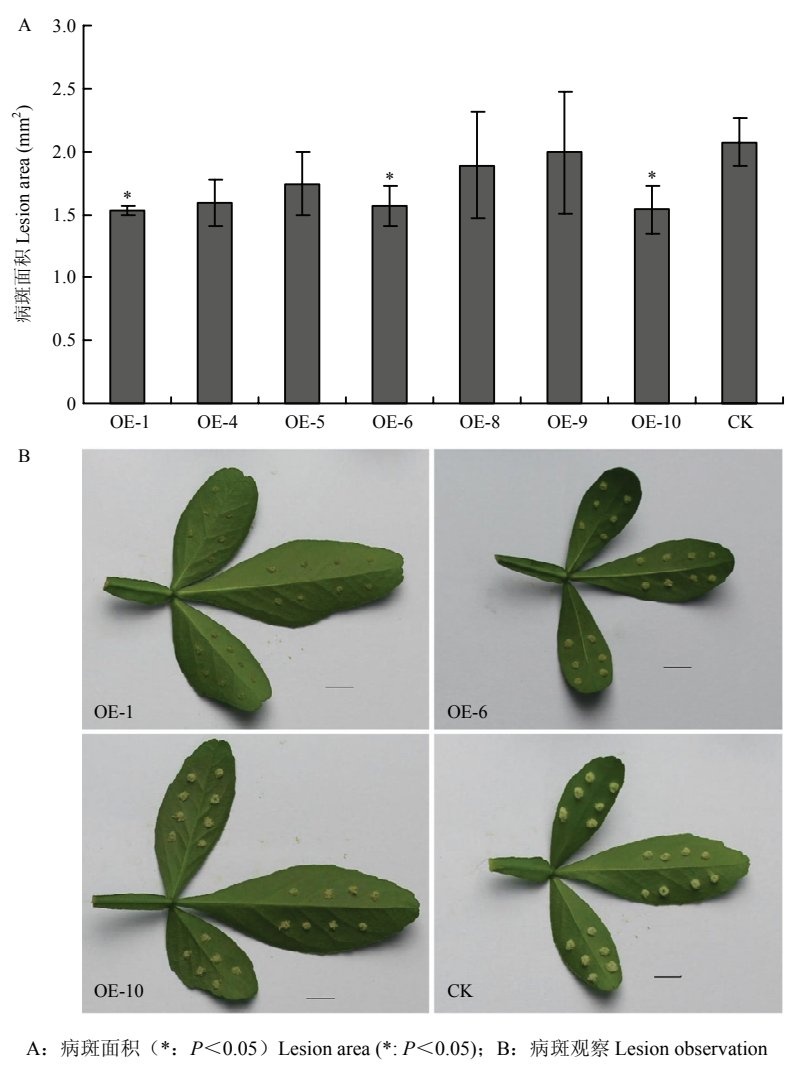 A
3.0
2.5
2.0
1.5
1.0
0.5
0
病斑面积 Lesion area (mm²)
*
*
*
OE-1 OE-4 OE-5 OE-6 OE-8 OE-9 OE-10 CK
B
OE-1
OE-6
OE-10
CK
A：病斑面积（*：P＜0.05）Lesion area (*: P＜0.05)；B：病斑观察 Lesion observation